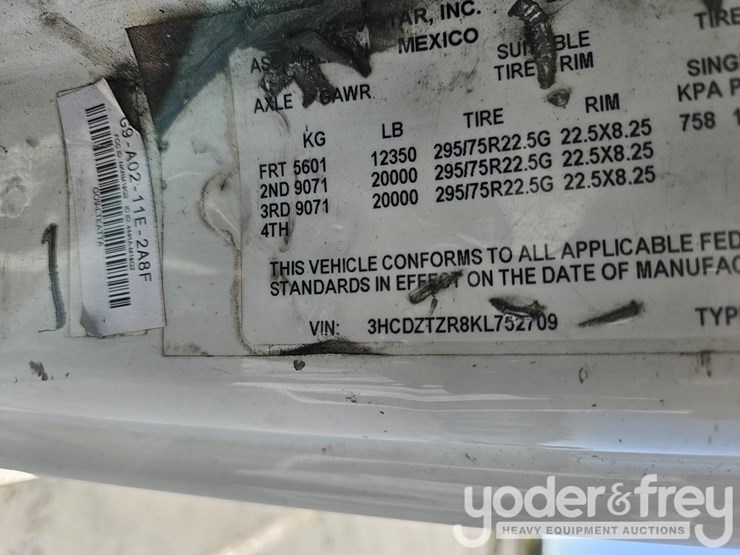 TAR, INC.
MEXICO
SUITABLE
TIRE RIM
TIRE
SING
KPA P
AXLE GAWR
KG LB TIRE RIM
FRT 5601 12350 295/75R22.5G 22.5X8.25 758 1
2ND 9071 20000 295/75R22.5G 22.5X8.25
3RD 9071 20000 295/75R22.5G 22.5X8.25
4TH
THIS VEHICLE CONFORMS TO ALL APPLICABLE FED
STANDARDS IN EFFECT ON THE DATE OF MANUFAC
VIN: 3HCDZTZR8KL752709 TYP
G9-A02-11E-2A8F
yoder&frey
HEAVY EQUIPMENT AUCTIONS